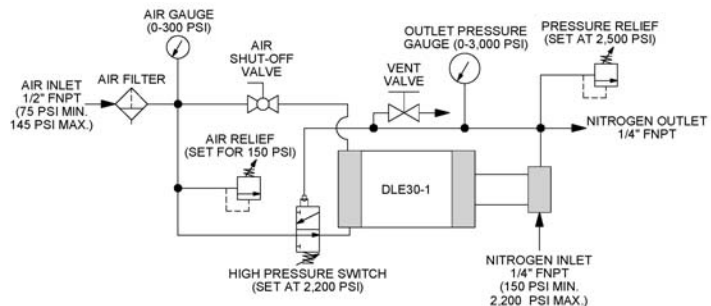 AIR GAUGE
(0-300 PSI)
AIR
SHUT-OFF
VALVE
OUTLET PRESSURE
GAUGE (0-3,000 PSI)
PRESSURE RELIEF
(SET AT 2,500 PSI)
AIR INLET
1/2" FNPT
(75 PSI MIN.
145 PSI MAX.)
AIR FILTER
VENT
VALVE
AIR RELIEF
(SET FOR 150 PSI)
NITROGEN OUTLET
1/4" FNPT
DLE30-1
HIGH PRESSURE SWITCH
(SET AT 2,200 PSI)
NITROGEN INLET
1/4" FNPT
(150 PSI MIN.
2,200 PSI MAX.)